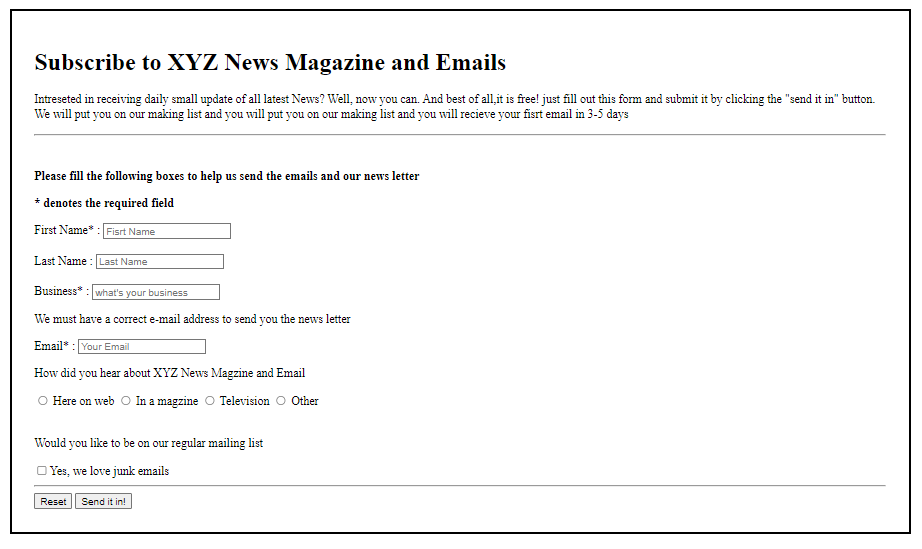 Subscribe to XYZ News Magazine and Emails
Intreseted in receiving daily small update of all latest News? Well, now you can. And best of all,it is free! just fill out this form and submit it by clicking the "send it in" button.
We will put you on our making list and you will put you on our making list and you will recieve your fisrt email in 3-5 days
Please fill the following boxes to help us send the emails and our news letter
* denotes the required field
First Name* : Fisrt Name
Last Name : Last Name
Business* : what's your business
We must have a correct e-mail address to send you the news letter
Email* : Your Email
How did you hear about XYZ News Magzine and Email
Here on web In a magzine Television Other
Would you like to be on our regular mailing list
Yes, we love junk emails
Reset Send it in!